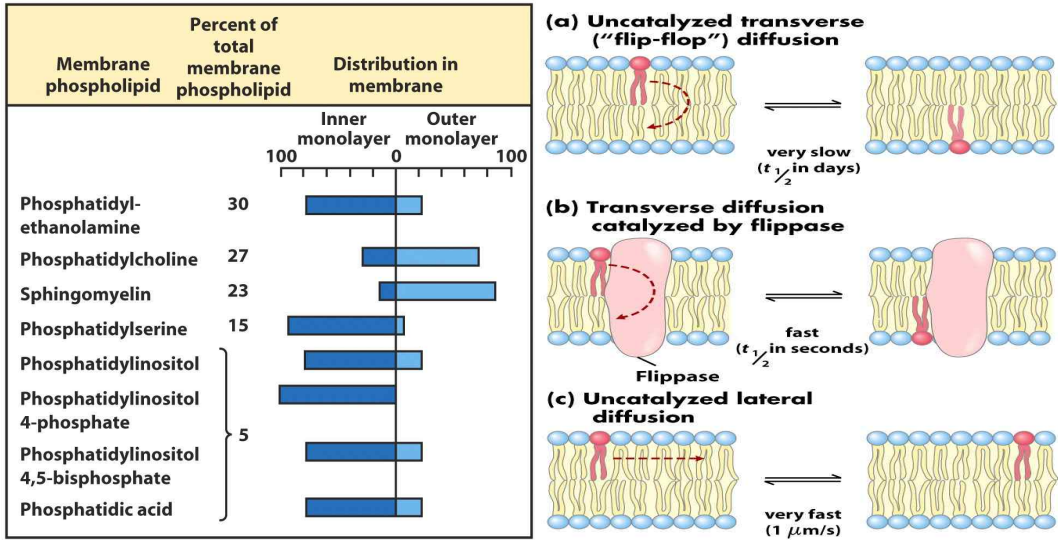 Membrane
phospholipid
Percent of
total
membrane
phospholipid
Distribution in
membrane
Inner
monolayer
Outer
monolayer
100
0
100
Phosphatidyl-
ethanolamine
30
Phosphatidylcholine
27
Sphingomyelin
23
Phosphatidylserine
15
Phosphatidylinositol
Phosphatidylinositol
4-phosphate
Phosphatidylinositol
4,5-bisphosphate
Phosphatidic acid
5
(a) Uncatalyzed transverse
(“flip-flop”) diffusion
very slow
(t 1/2 in days)
(b) Transverse diffusion
catalyzed by flippase
fast
(t 1/2 in seconds)
Flippase
(c) Uncatalyzed lateral
diffusion
very fast
(1 μm/s)